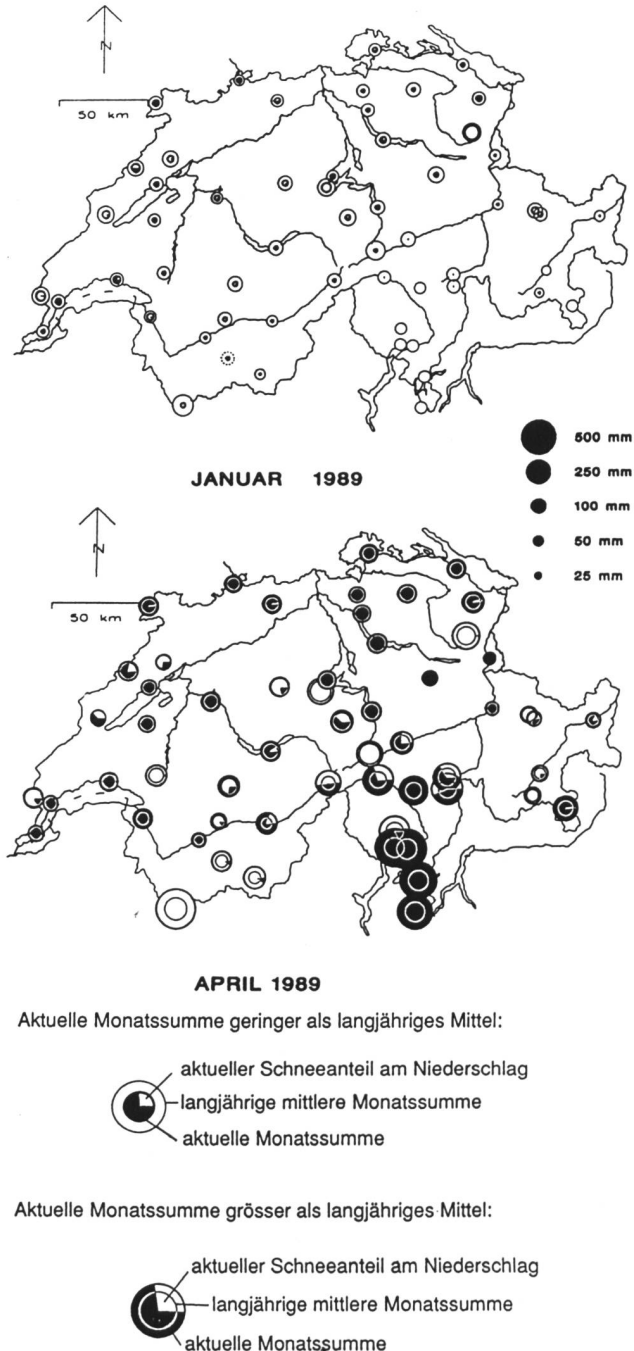 N
50 km
JANUAR 1989
500 mm
250 mm
100 mm
50 mm
25 mm
N
50 km
APRIL 1989
Aktuelle Monatssumme geringer als langjähriges Mittel:
aktueller Schneeanteil am Niederschlag
langjährige mittlere Monatssumme
aktuelle Monatssumme
Aktuelle Monatssumme grösser als langjähriges Mittel:
aktueller Schneeanteil am Niederschlag
langjährige mittlere Monatssumme
aktuelle Monatssumme